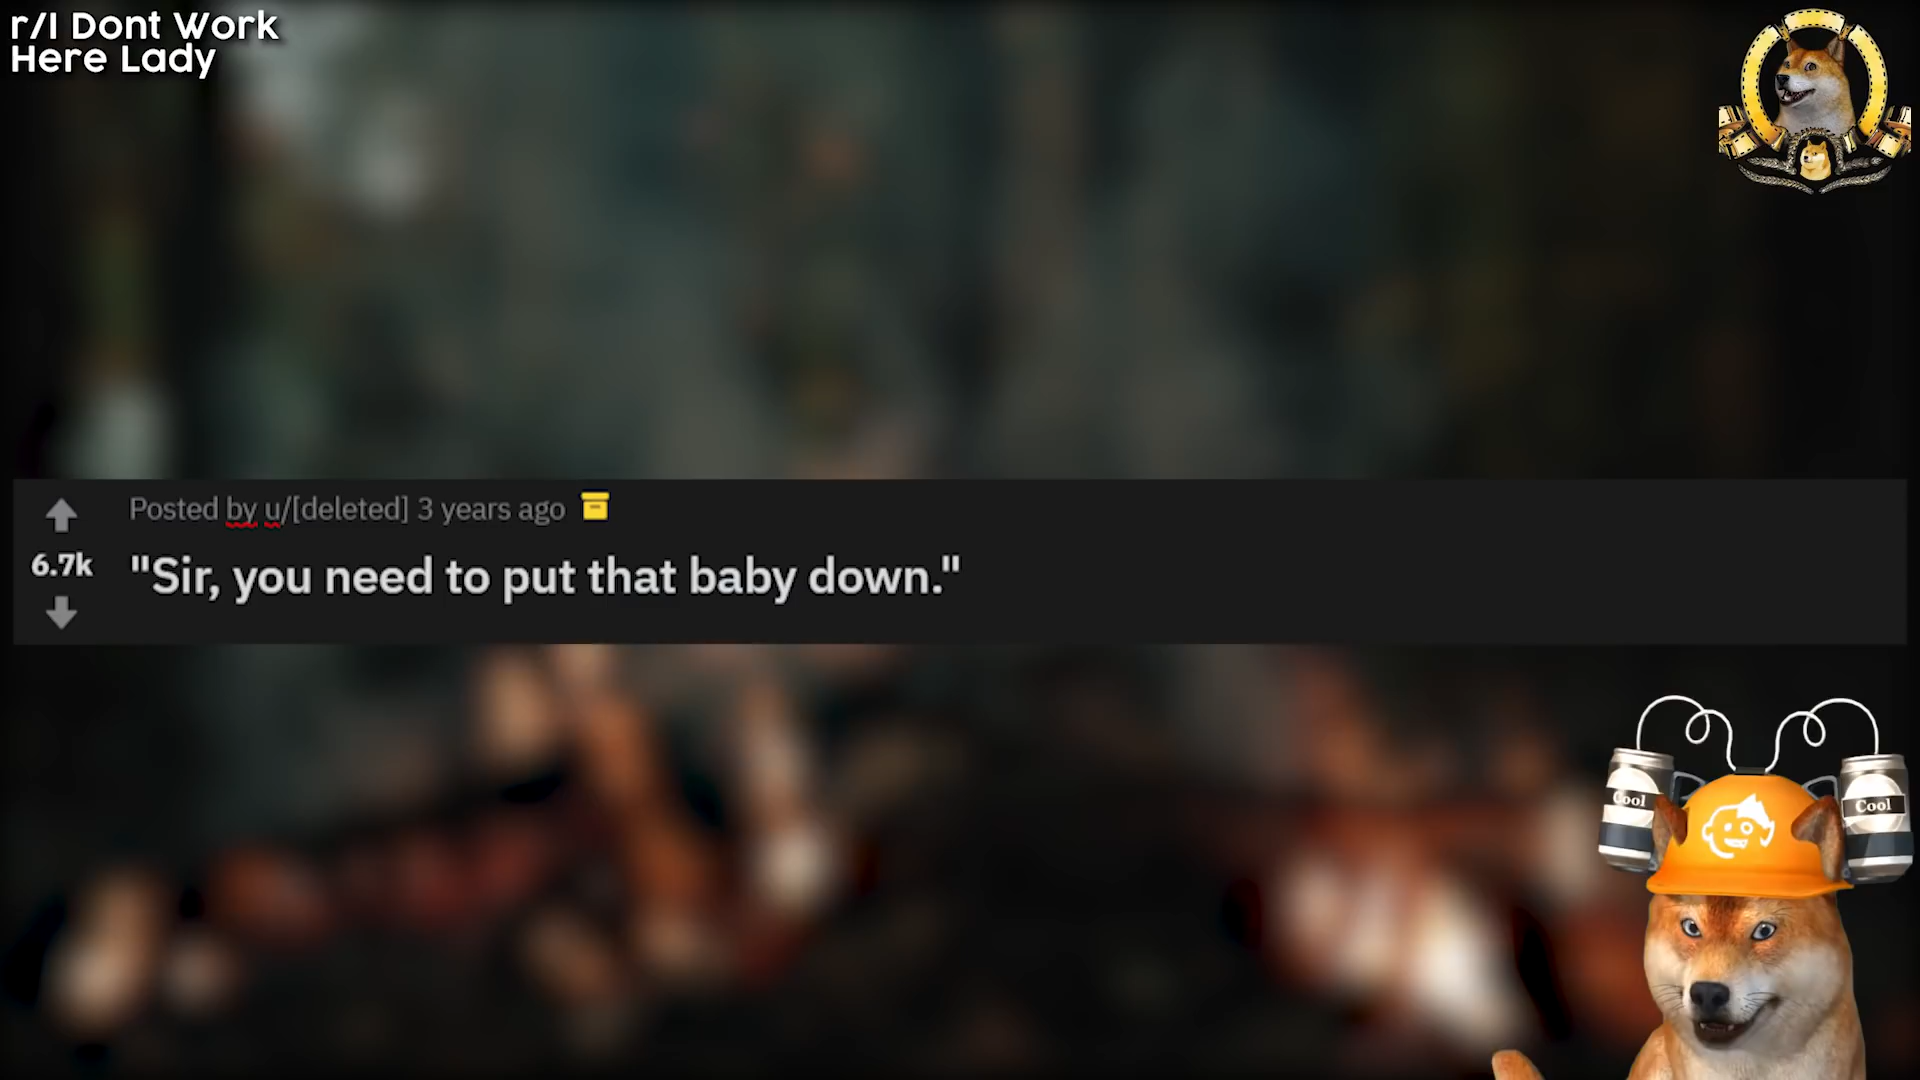 r/I Dont Work
Here Lady
Posted by u/[deleted] 3 years ago
6.7k
"Sir, you need to put that baby down."
Cool
Cool